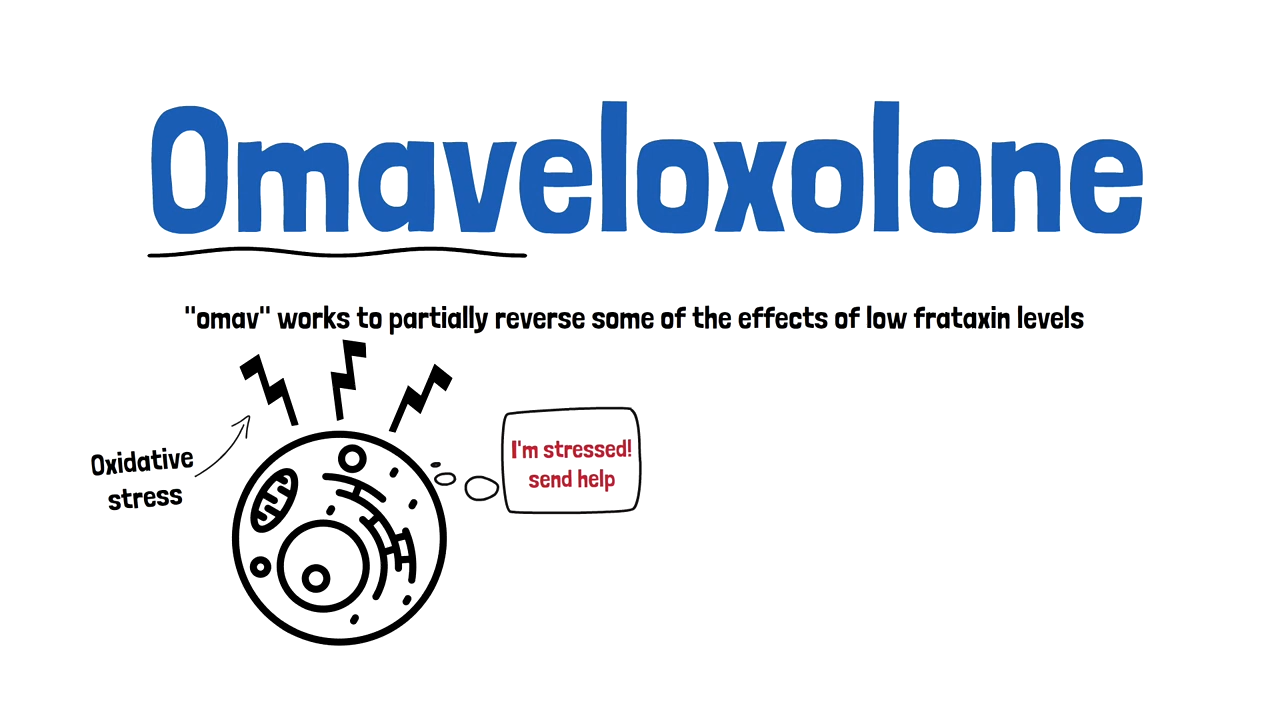 Omaveloxolone
"omav" works to partially reverse some of the effects of low frataxin levels
Oxidative
stress
I'm stressed!
send help